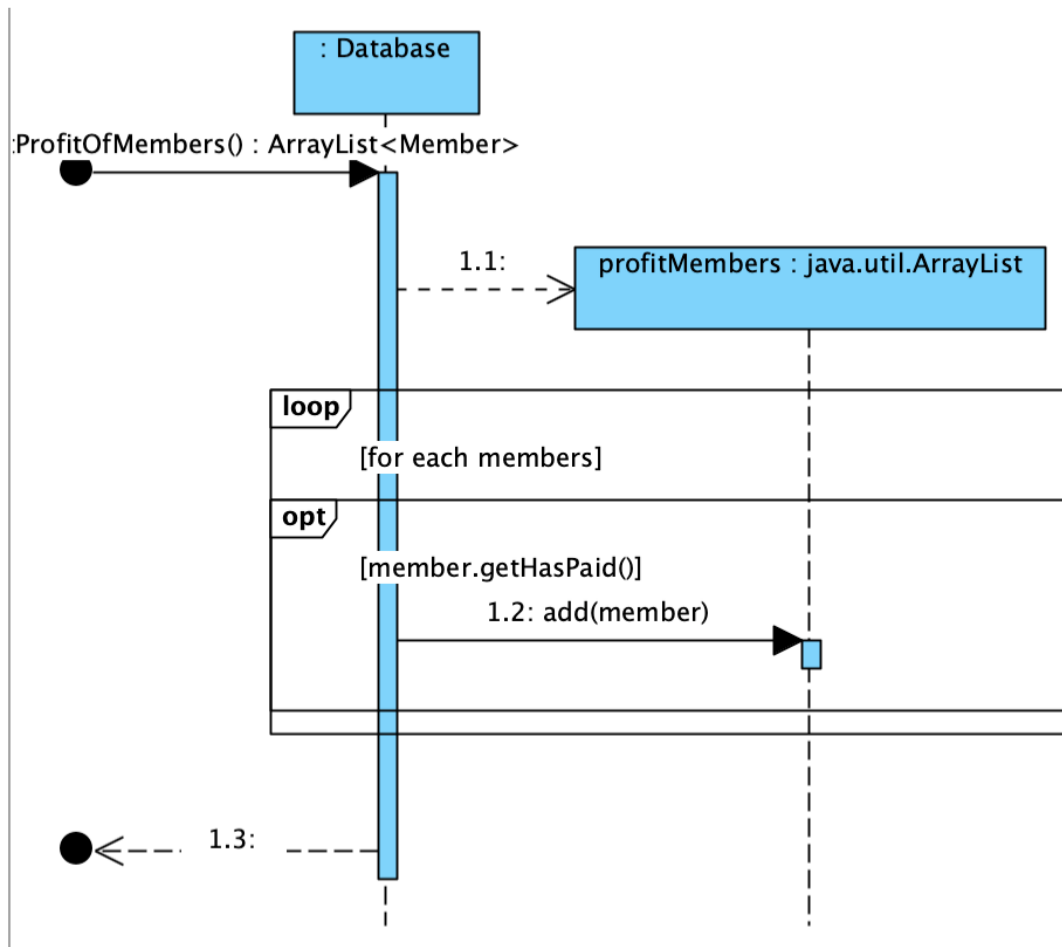 : Database
:ProfitOfMembers() : ArrayList<Member>
1.1:
profitMembers : java.util.ArrayList
loop
[for each members]
opt
[member.getHasPaid()]
1.2: add(member)
1.3: